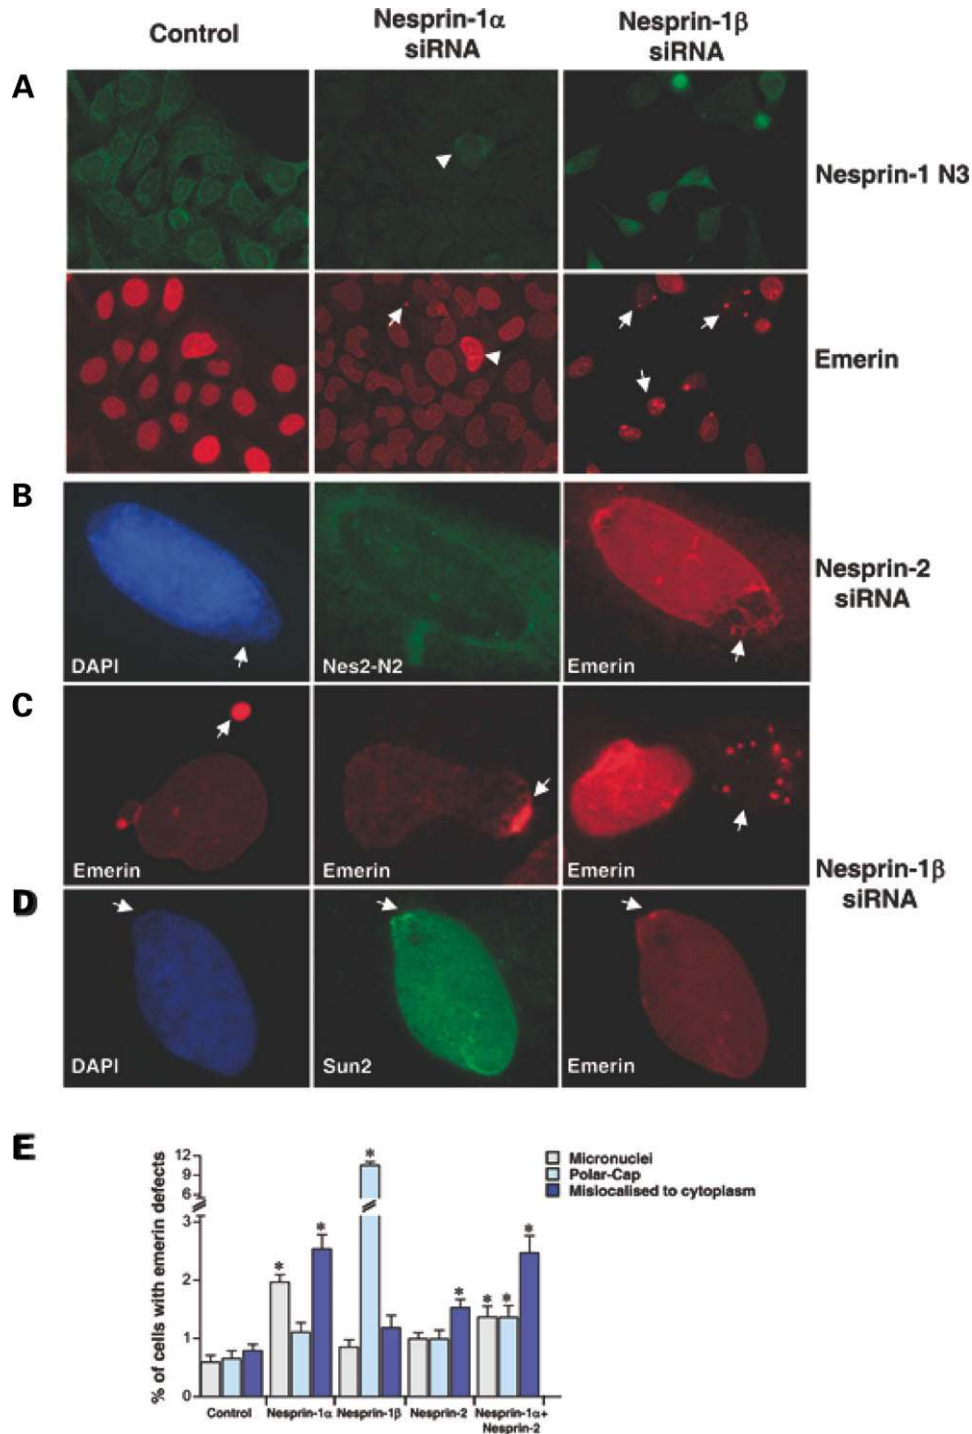 Control
Nesprin-1α
siRNA
Nesprin-1β
siRNA
A
Nesprin-1 N3
Emerin
B
DAPI
Nes2-N2
Emerin
Nesprin-2
siRNA
C
Emerin
Emerin
Emerin
Nesprin-1β
siRNA
D
DAPI
Sun2
Emerin
E
% of cells with emerin defects
12
9
6
3
2
1
0
*
*
*
*
*
*
*
Micronuclei
Polar-Cap
Mislocalised to cytoplasm
Control
Nesprin-1α
Nesprin-1β
Nesprin-2
Nesprin-1α+
Nesprin-2